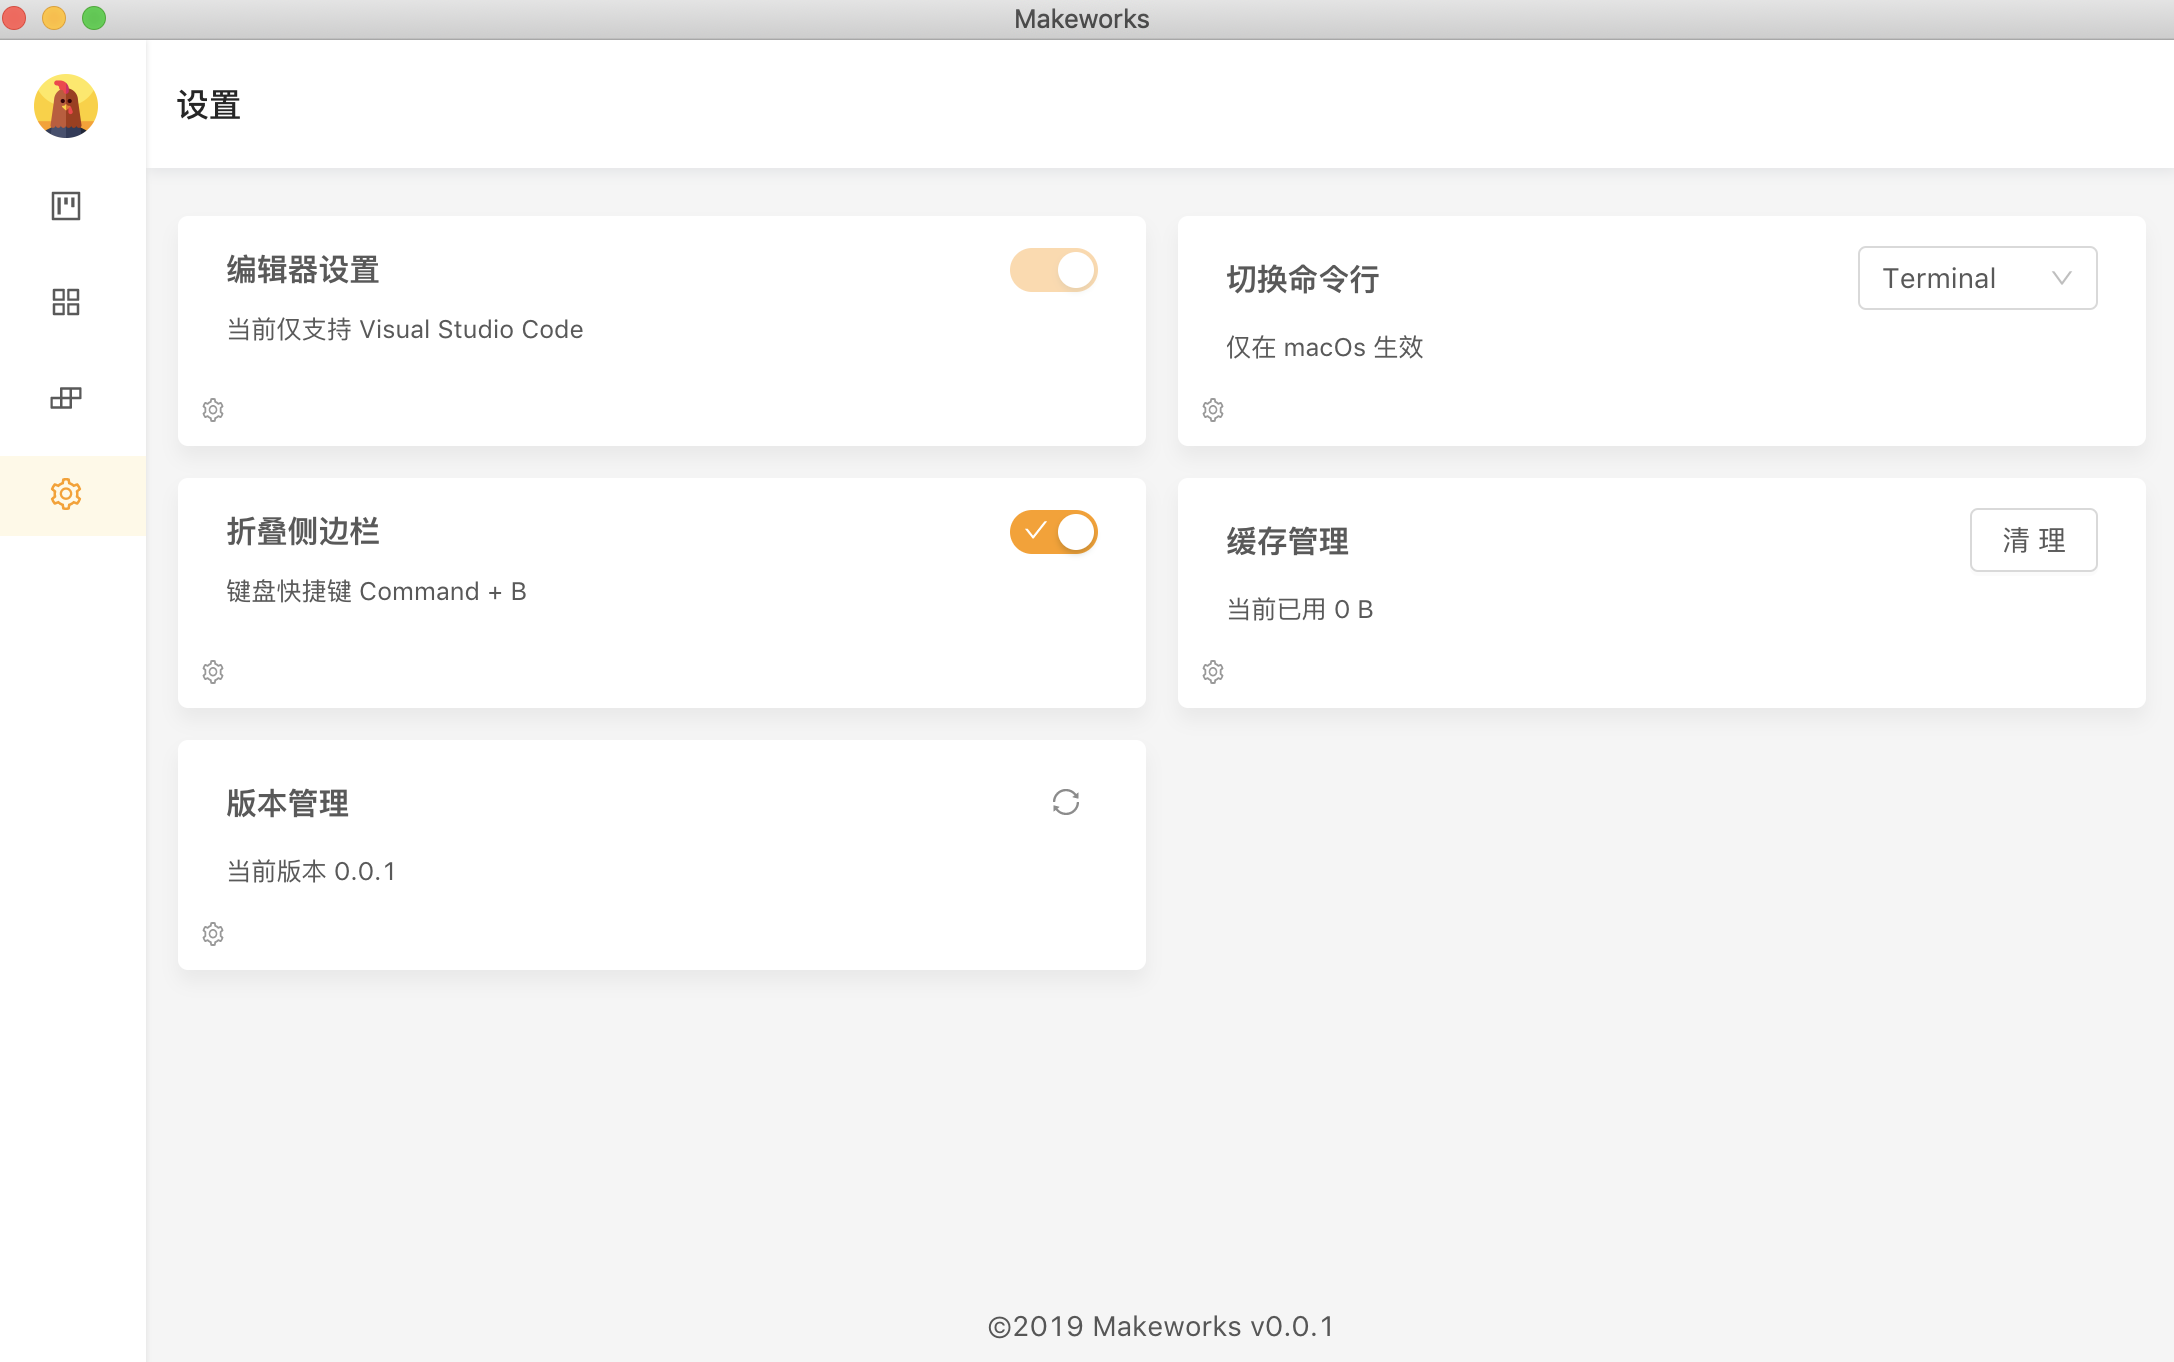 Makeworks
设置
编辑器设置
当前仅支持 Visual Studio Code
切换命令行
Terminal
仅在 macOs 生效
折叠侧边栏
键盘快捷键 Command + B
缓存管理
清 理
当前已用 0 B
版本管理
当前版本 0.0.1
©2019 Makeworks v0.0.1